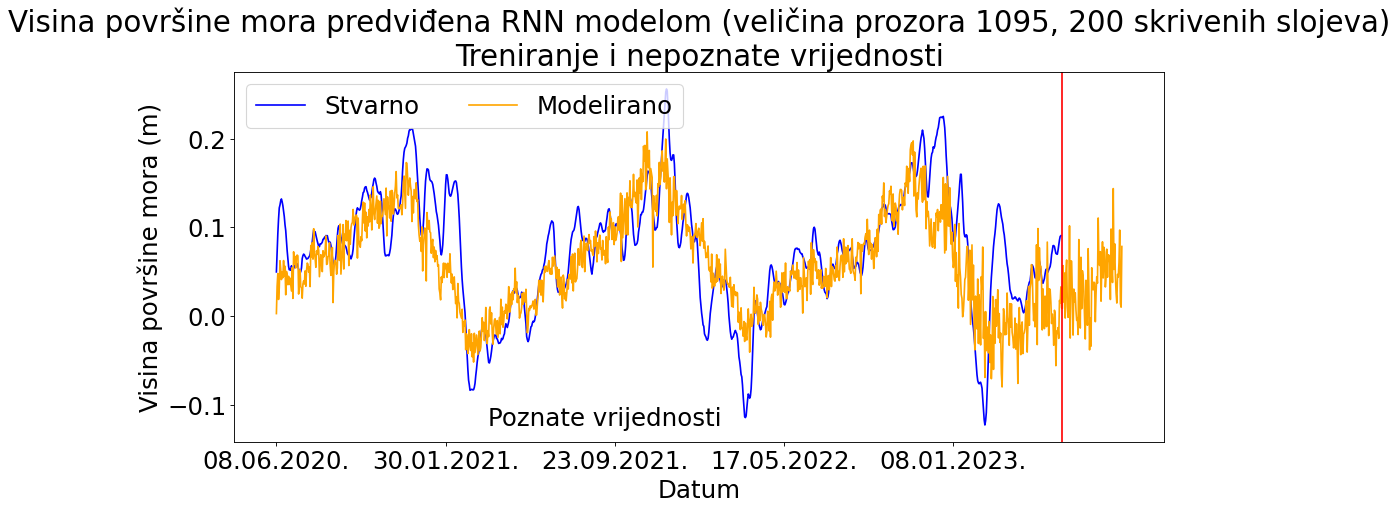 Visina površine mora predviđena RNN modelom (veličina prozora 1095, 200 skrivenih slojeva)
Treniranje i nepoznate vrijednosti
Stvarno
Modelirano
Visina površine mora (m)
0.2
0.1
0.0
−0.1
Poznate vrijednosti
08.06.2020.
30.01.2021.
23.09.2021.
17.05.2022.
08.01.2023.
Datum